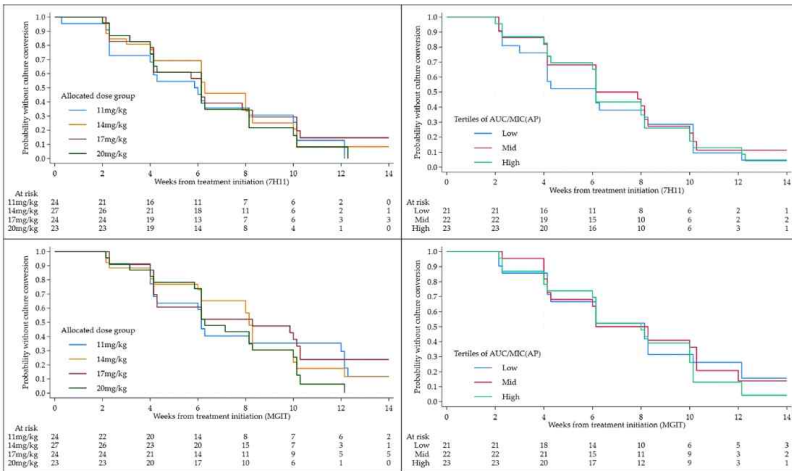 Probability without culture conversion
1.0
0.9
0.8
0.7
0.6
0.5
0.4
0.3
0.2
0.1
0.0
Allocated dose group
11mg/kg
14mg/kg
17mg/kg
20mg/kg
0 2 4 6 8 10 12 14
Weeks from treatment initiation (7H11)
At risk
11mg/kg 24 21 16 11 7 6 2 0
14mg/kg 27 26 21 18 11 6 2 1
17mg/kg 24 24 19 13 7 6 3 3
20mg/kg 23 23 19 14 8 4 1 0
Probability without culture conversion
1.0
0.9
0.8
0.7
0.6
0.5
0.4
0.3
0.2
0.1
0.0
Tertiles of AUC/MIC(AP)
Low
Mid
High
0 2 4 6 8 10 12 14
Weeks from treatment initiation (7H11)
At risk
Low 21 21 16 11 8 6 2 1
Mid 22 22 19 15 10 6 2 2
High 23 23 20 16 10 6 3 1
Probability without culture conversion
1.0
0.9
0.8
0.7
0.6
0.5
0.4
0.3
0.2
0.1
0.0
Allocated dose group
11mg/kg
14mg/kg
17mg/kg
20mg/kg
0 2 4 6 8 10 12 14
Weeks from treatment initiation (MGIT)
At risk
11mg/kg 24 22 20 14 8 7 6 2
14mg/kg 27 26 23 20 15 7 3 1
17mg/kg 24 24 21 14 11 9 5 5
20mg/kg 23 23 20 17 10 6 1 0
Probability without culture conversion
1.0
0.9
0.8
0.7
0.6
0.5
0.4
0.3
0.2
0.1
0.0
Tertiles of AUC/MIC(AP)
Low
Mid
High
0 2 4 6 8 10 12 14
Weeks from treatment initiation (MGIT)
At risk
Low 21 21 18 14 10 6 5 3
Mid 22 22 21 15 11 9 3 2
High 23 23 20 17 12 9 3 1